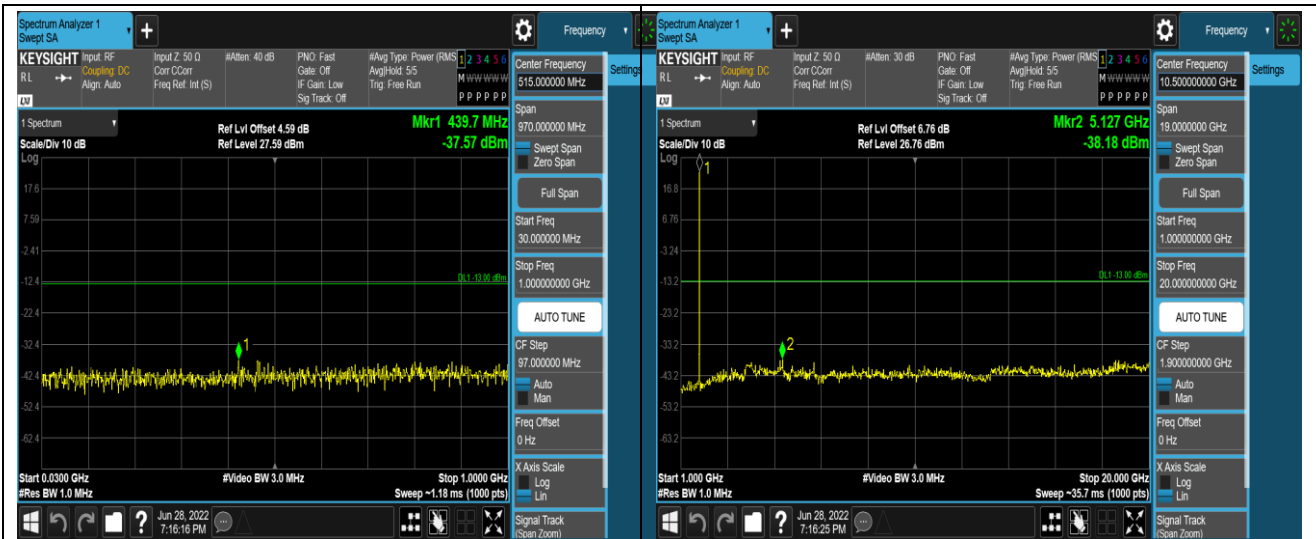 Spectrum Analyzer 1
Swept SA
Frequency
KEYSIGHT
RL
LXI
Input: RF
Coupling: DC
Align: Auto
Input Z: 50 Ω
Corr CCorr
Freq Ref: Int (S)
#Atten: 40 dB
PNO: Fast
Gate: Off
IF Gain: Low
Sig Track: Off
#Avg Type: Power (RMS
Avg|Hold: 5/5
Trig: Free Run
1 2 3 4 5 6
M W W W W W
P P P P P P
Center Frequency
515.000000 MHz
Settings
1 Spectrum
Scale/Div 10 dB
Ref Lvl Offset 4.59 dB
Ref Level 27.59 dBm
Mkr1 439.7 MHz
-37.57 dBm
Span
970.000000 MHz
Swept Span
Zero Span
Full Span
Start Freq
30.000000 MHz
Stop Freq
1.000000000 GHz
AUTO TUNE
CF Step
97.000000 MHz
Auto
Man
Freq Offset
0 Hz
X Axis Scale
Log
Lin
Signal Track
(Span Zoom)
Log
17.6
7.59
-2.41
-12.4
-22.4
-32.4
-42.4
-52.4
-62.4
DL1 -13.00 dBm
1
Start 0.0300 GHz
#Res BW 1.0 MHz
#Video BW 3.0 MHz
Stop 1.0000 GHz
Sweep ~1.18 ms (1000 pts)
?
Jun 28, 2022
7:16:16 PM
Spectrum Analyzer 1
Swept SA
Frequency
KEYSIGHT
RL
LXI
Input: RF
Coupling: DC
Align: Auto
Input Z: 50 Ω
Corr CCorr
Freq Ref: Int (S)
#Atten: 30 dB
PNO: Fast
Gate: Off
IF Gain: Low
Sig Track: Off
#Avg Type: Power (RMS
Avg|Hold: 5/5
Trig: Free Run
1 2 3 4 5 6
M W W W W W
P P P P P P
Center Frequency
10.500000000 GHz
Settings
1 Spectrum
Scale/Div 10 dB
Ref Lvl Offset 6.76 dB
Ref Level 26.76 dBm
Mkr2 5.127 GHz
-38.18 dBm
Span
19.0000000 GHz
Swept Span
Zero Span
Full Span
Start Freq
1.000000000 GHz
Stop Freq
20.000000000 GHz
AUTO TUNE
CF Step
1.900000000 GHz
Auto
Man
Freq Offset
0 Hz
X Axis Scale
Log
Lin
Signal Track
(Span Zoom)
Log
16.8
6.76
-3.24
-13.2
-23.2
-33.2
-43.2
-53.2
-63.2
DL1 -13.00 dBm
1
2
Start 1.000 GHz
#Res BW 1.0 MHz
#Video BW 3.0 MHz
Stop 20.000 GHz
Sweep ~35.7 ms (1000 pts)
?
Jun 28, 2022
7:16:25 PM